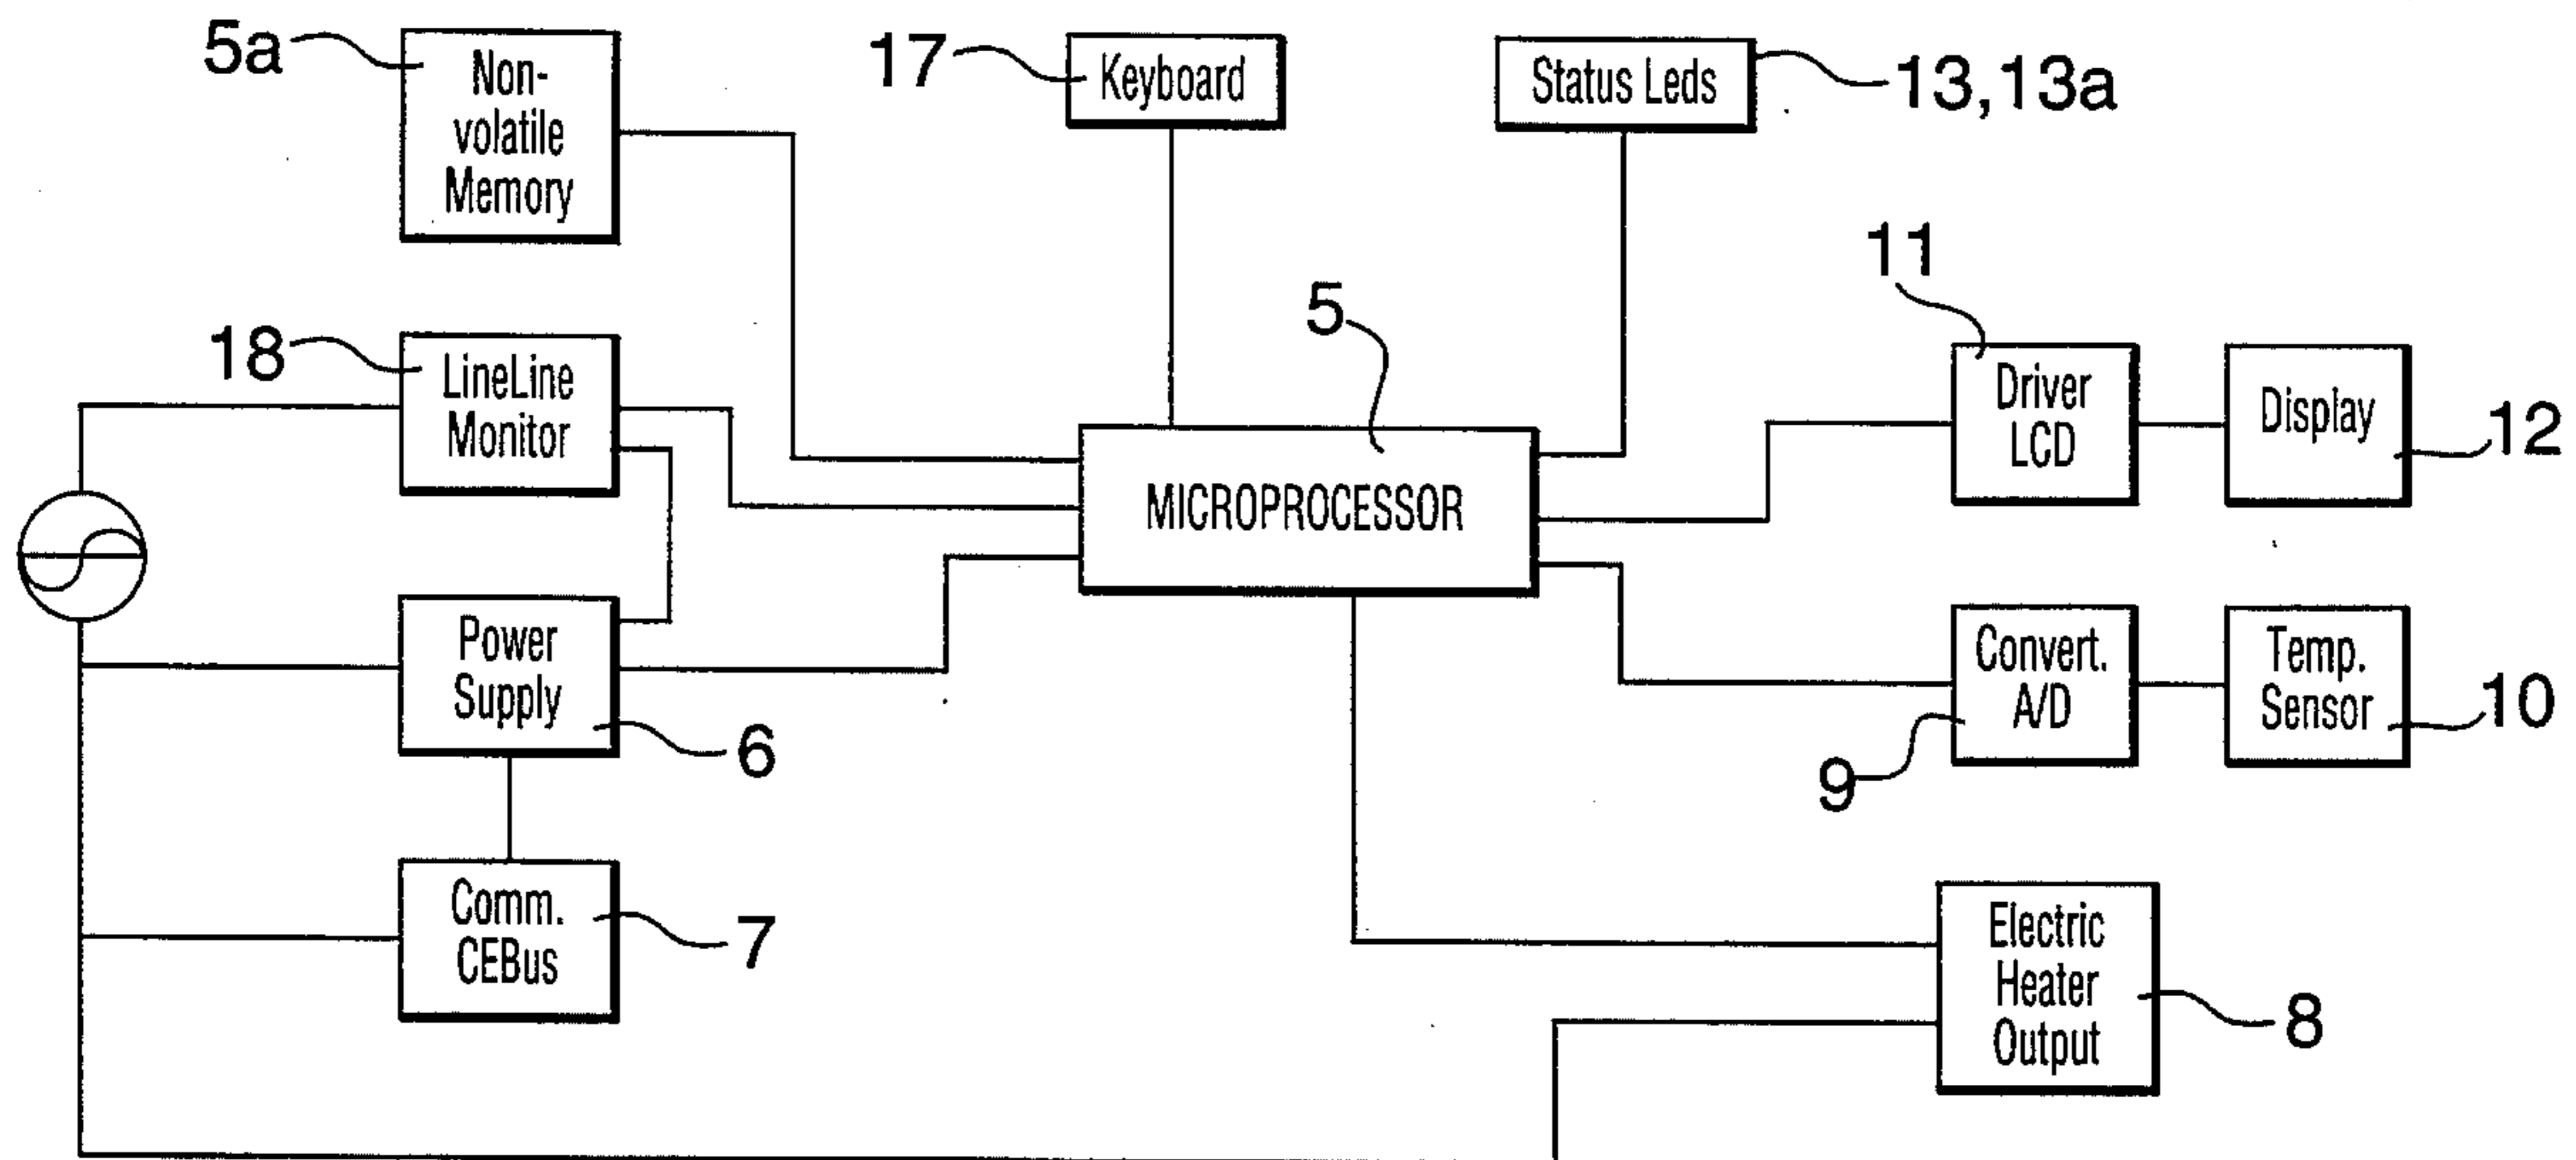 5a
Non-
volatile
Memory
17
Keyboard
Status Leds
13,13a
18
LineLine
Monitor
5
MICROPROCESSOR
11
Driver
LCD
Display
12
Power
Supply
6
Convert.
A/D
9
Temp.
Sensor
10
Comm.
CEBus
7
Electric
Heater
Output
8